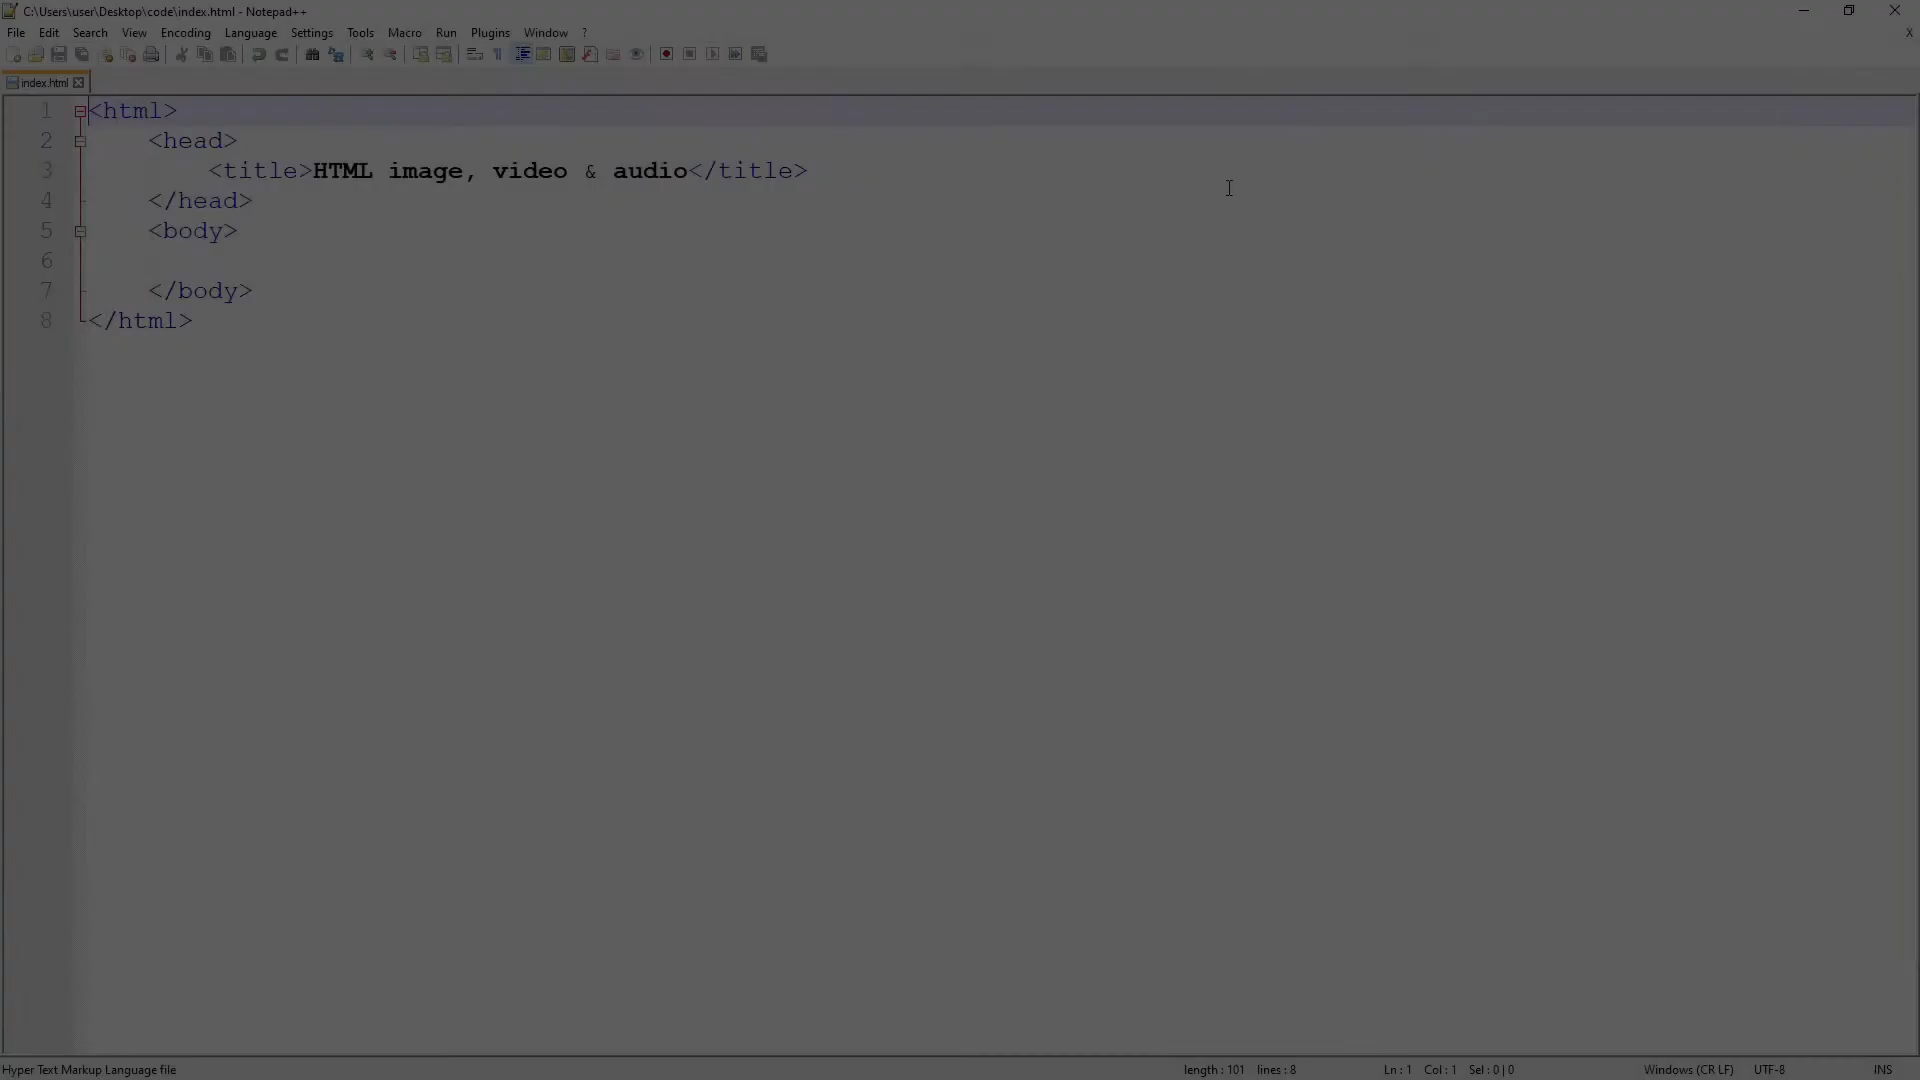 C:\Users\user\Desktop\code\index.html - Notepad++
File Edit Search View Encoding Language Settings Tools Macro Run Plugins Window ?
X
index.html
1 <html>
2 <head>
3 <title>HTML image, video & audio</title>
4 </head>
5 <body>
6
7 </body>
8 </html>
Hyper Text Markup Language file length : 101 lines : 8 Ln : 1 Col : 1 Sel : 0 | 0 Windows (CR LF) UTF-8 INS